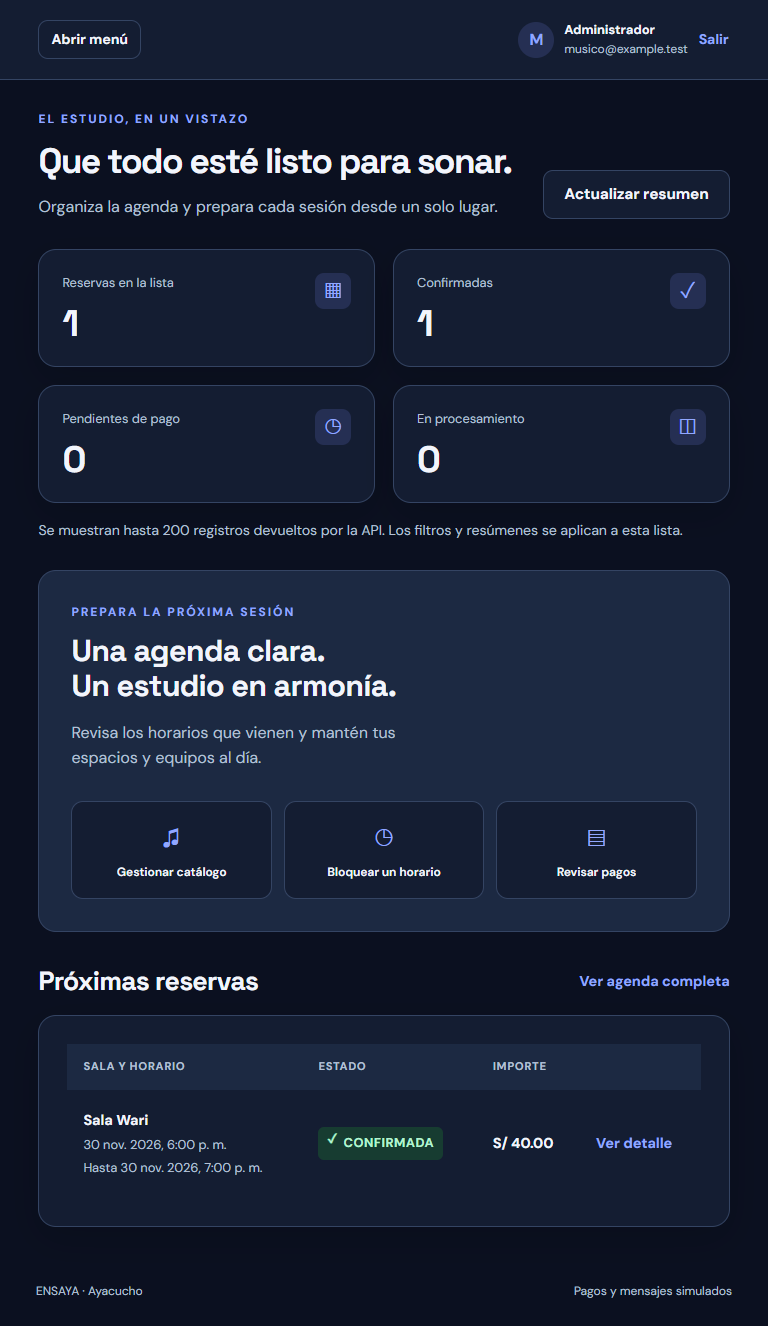 Abrir menú
M
Administrador
musico@example.test
Salir
EL ESTUDIO, EN UN VISTAZO
Que todo esté listo para sonar.
Organiza la agenda y prepara cada sesión desde un solo lugar.
Actualizar resumen
Reservas en la lista
1
Confirmadas
1
Pendientes de pago
0
En procesamiento
0
Se muestran hasta 200 registros devueltos por la API. Los filtros y resúmenes se aplican a esta lista.
PREPARA LA PRÓXIMA SESIÓN
Una agenda clara.
Un estudio en armonía.
Revisa los horarios que vienen y mantén tus
espacios y equipos al día.
Gestionar catálogo
Bloquear un horario
Revisar pagos
Próximas reservas
Ver agenda completa
SALA Y HORARIO ESTADO IMPORTE
Sala Wari
30 nov. 2026, 6:00 p. m.
Hasta 30 nov. 2026, 7:00 p. m.
✓ CONFIRMADA
S/ 40.00
Ver detalle
ENSAYA · Ayacucho
Pagos y mensajes simulados